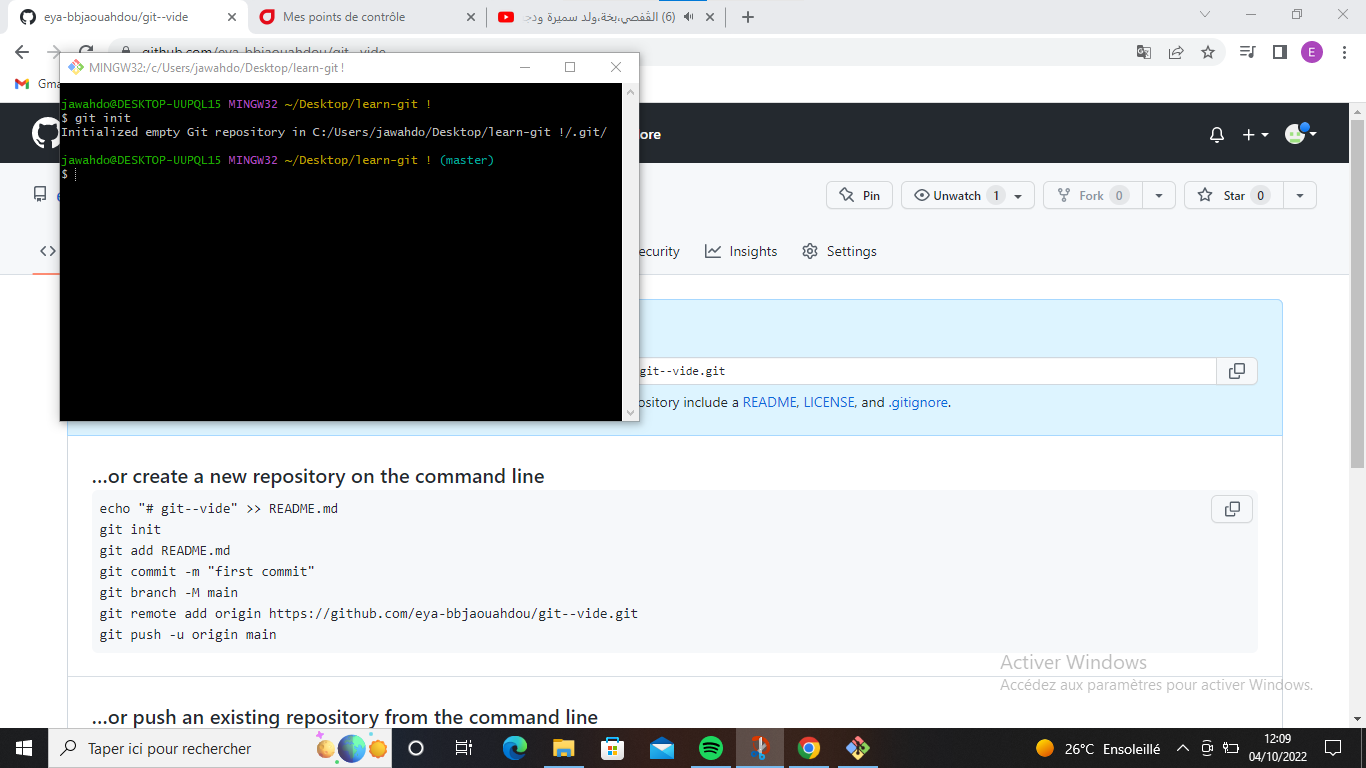 eya-bbjaouahdou/git--vide
Mes points de contrôle
(6) الڨفصي،بخة،ولد سميرة ود
github.com/eya-bbjaouahdou/git--vide
E
MINGW32:/c/Users/jawahdo/Desktop/learn-git !
jawahdo@DESKTOP-UUPQL15 MINGW32 ~/Desktop/learn-git !
$ git init
Initialized empty Git repository in C:/Users/jawahdo/Desktop/learn-git !/.git/
jawahdo@DESKTOP-UUPQL15 MINGW32 ~/Desktop/learn-git ! (master)
$
Gma
ore
Pin
Unwatch 1
Fork 0
Star 0
ecurity
Insights
Settings
git--vide.git
ository include a README, LICENSE, and .gitignore.
…or create a new repository on the command line
echo "# git--vide" >> README.md
git init
git add README.md
git commit -m "first commit"
git branch -M main
git remote add origin https://github.com/eya-bbjaouahdou/git--vide.git
git push -u origin main
Activer Windows
Accédez aux paramètres pour activer Windows.
…or push an existing repository from the command line
Taper ici pour rechercher
26°C Ensoleillé
12:09
04/10/2022